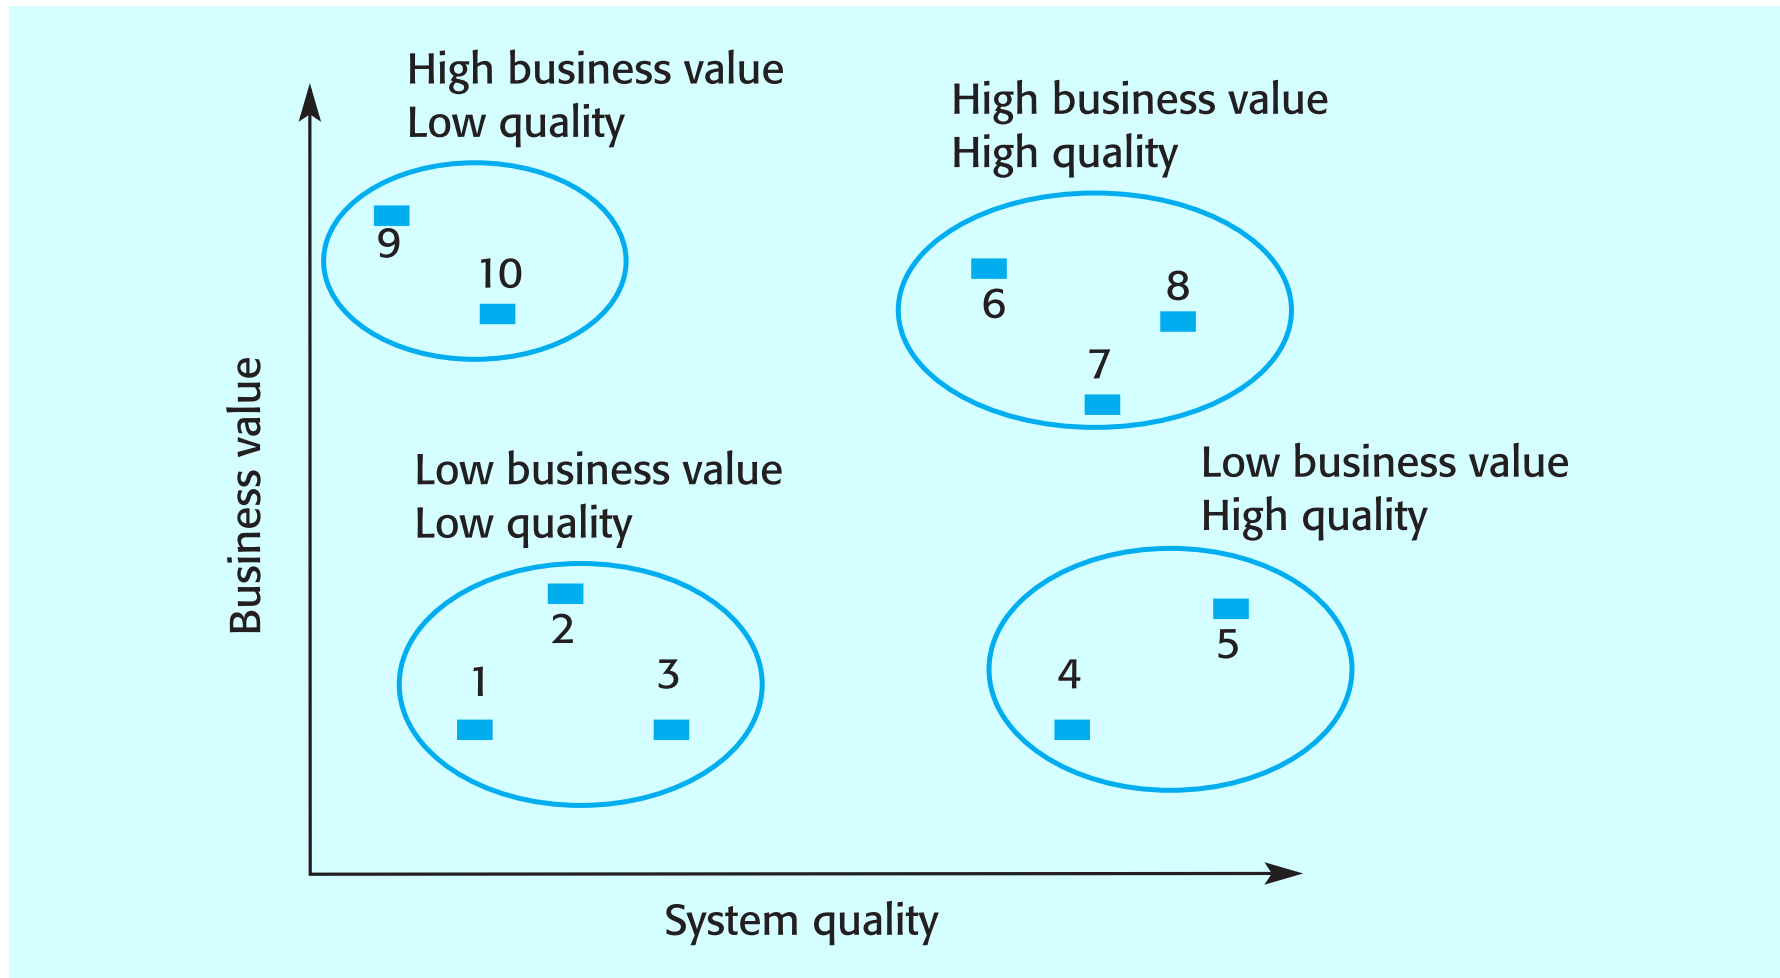 High business value
Low quality
High business value
High quality
9
10
6
8
7
Business value
Low business value
Low quality
Low business value
High quality
2
1
3
5
4
System quality